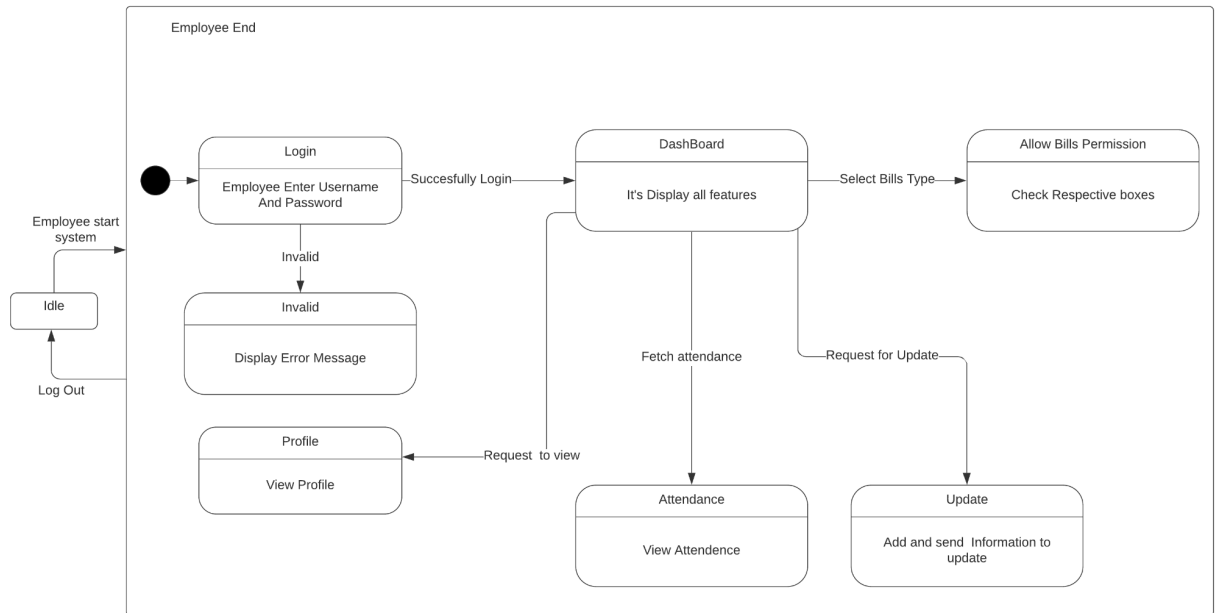 Employee End
Login
Employee Enter Username
And Password
Succesfully Login
DashBoard
It's Display all features
Select Bills Type
Allow Bills Permission
Check Respective boxes
Employee start
system
Idle
Log Out
Invalid
Invalid
Display Error Message
Fetch attendance
Request for Update
Profile
View Profile
Request  to view
Attendance
View Attendence
Update
Add and send  Information to
update